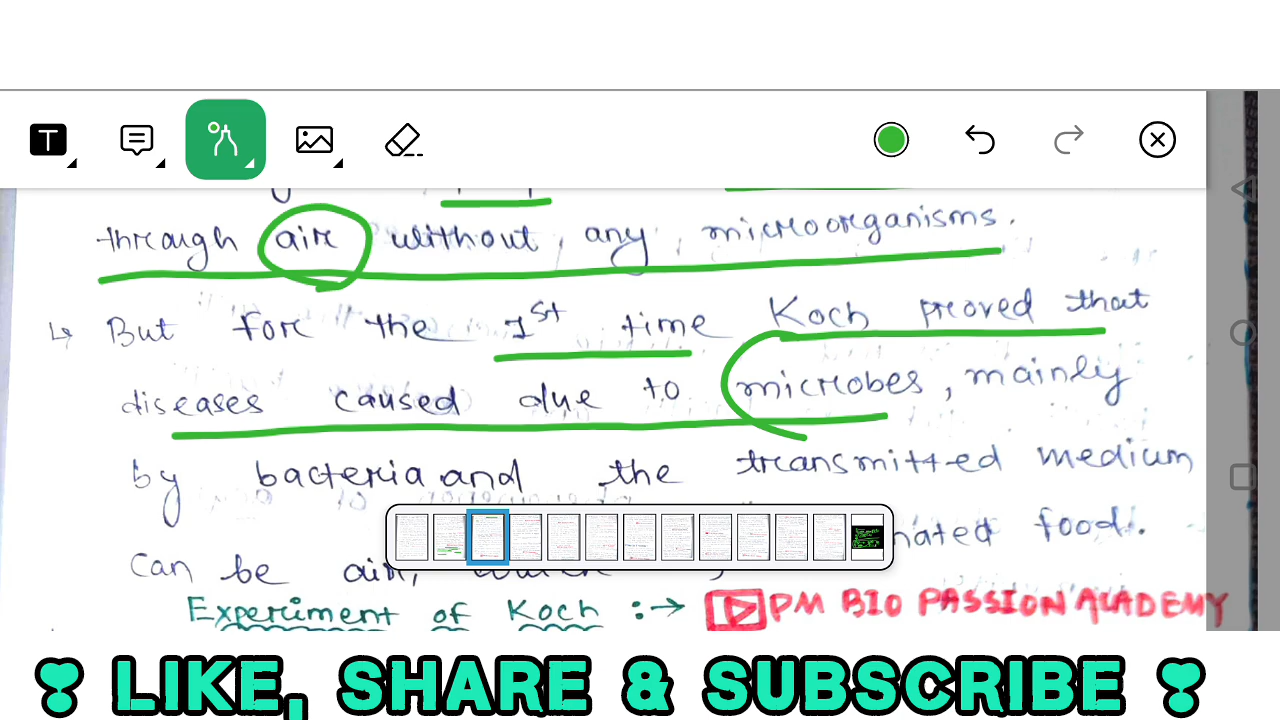 T
through air without any microorganisms.
↳ But for the 1st time Koch proved that
diseases caused due to microbes, mainly
by bacteria and the transmitted medium
can be air, food.
Experiment of Koch :→ PM BIO PASSION ACADEMY
❣ LIKE, SHARE & SUBSCRIBE ❣